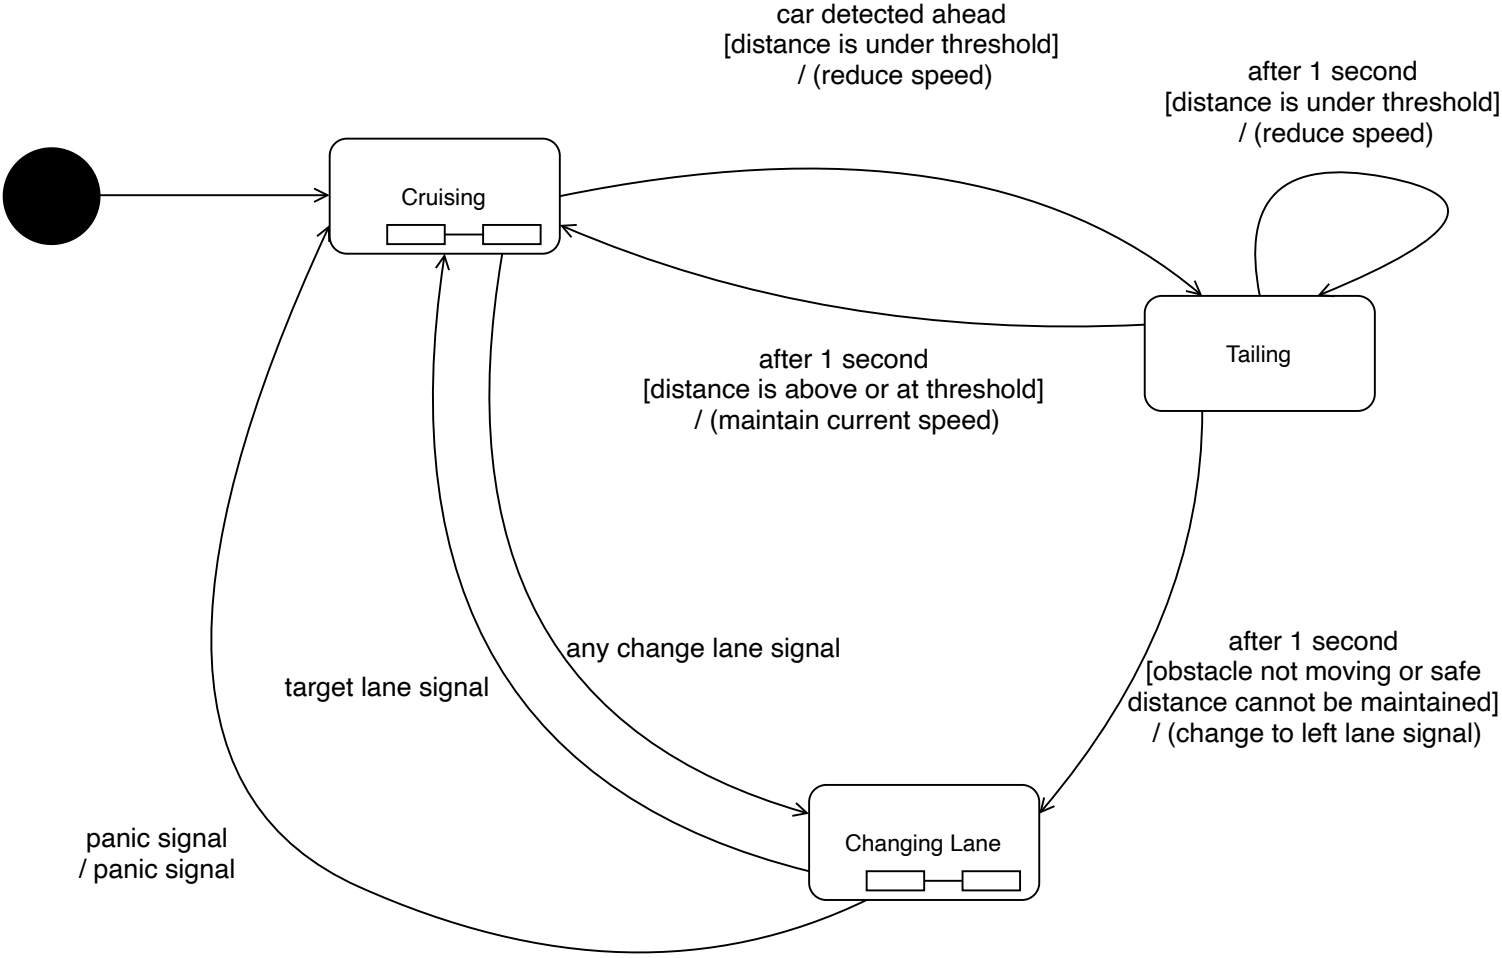 car detected ahead
[distance is under threshold]
/ (reduce speed)
after 1 second
[distance is under threshold]
/ (reduce speed)
Cruising
Tailing
after 1 second
[distance is above or at threshold]
/ (maintain current speed)
any change lane signal
target lane signal
after 1 second
[obstacle not moving or safe
distance cannot be maintained]
/ (change to left lane signal)
panic signal
/ panic signal
Changing Lane